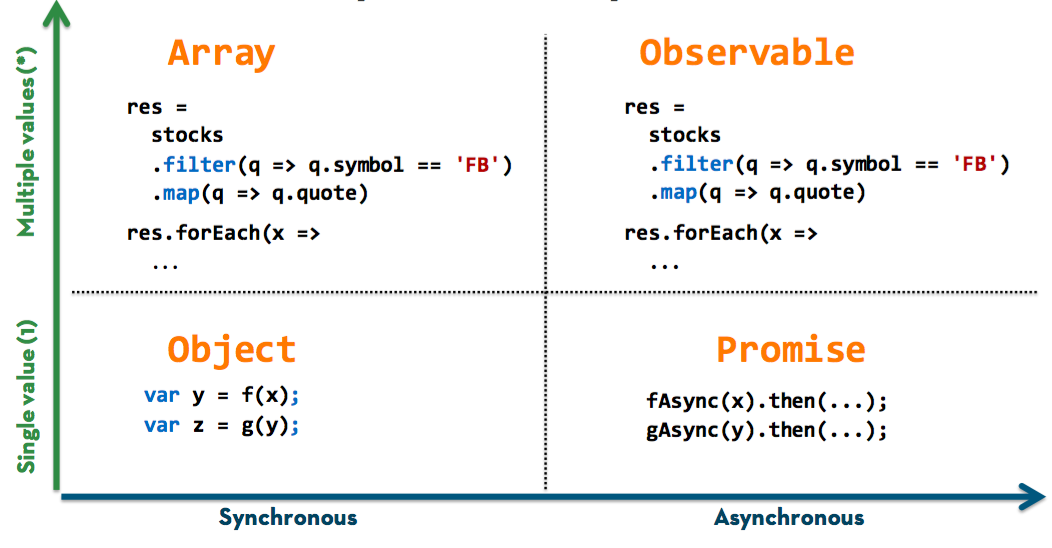 Multiple values (*)
Array
res =
stocks
.filter(q => q.symbol == 'FB')
.map(q => q.quote)
res.forEach(x =>
...
Observable
res =
stocks
.filter(q => q.symbol == 'FB')
.map(q => q.quote)
res.forEach(x =>
...
Single value (1)
Object
var y = f(x);
var z = g(y);
Promise
fAsync(x).then(...);
gAsync(y).then(...);
Synchronous
Asynchronous